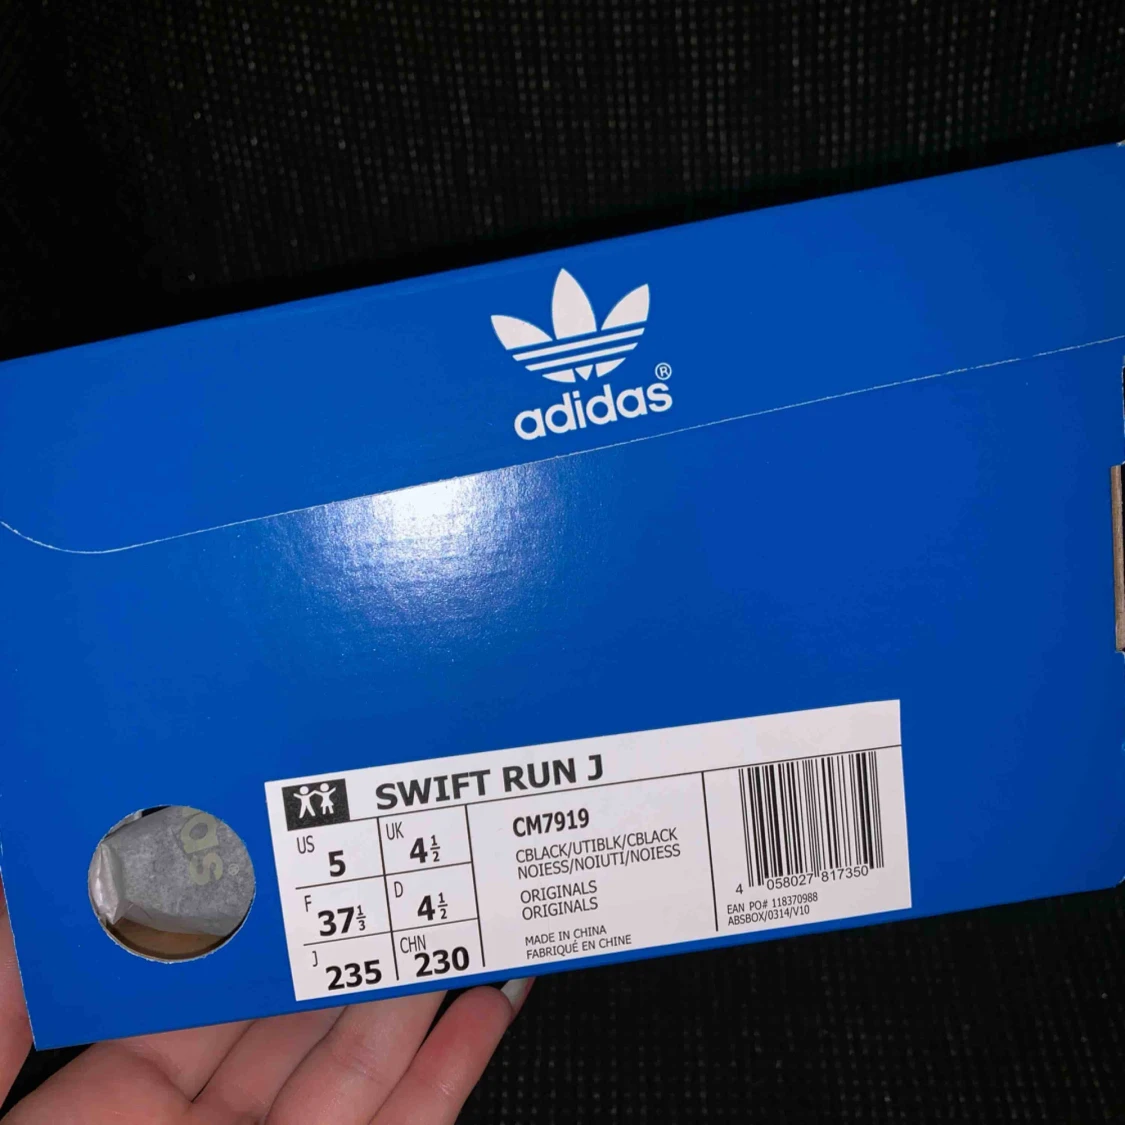 adidas®
SWIFT RUN J
US 5 UK 4½
F 37⅓ D 4½
J 235 CHN 230
CM7919
CBLACK/UTIBLK/CBLACK
NOIESS/NOIUTI/NOIESS
ORIGINALS
ORIGINALS
MADE IN CHINA
FABRIQUÉ EN CHINE
4 058027 817350
EAN PO# 118370988
ABSBOX/0314/V10
as